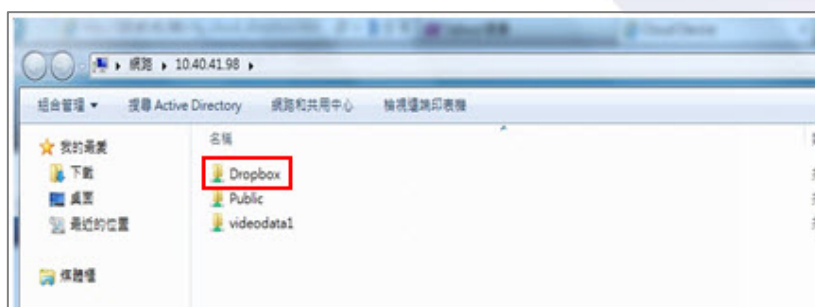 網路 ▸ 10.40.41.98 ▸
組合管理 ▾ 搜尋 Active Directory 網路和共用中心 檢視遠端印表機
名稱
我的最愛
下載
桌面
最近的位置
媒體櫃
Dropbox
Public
videodata1